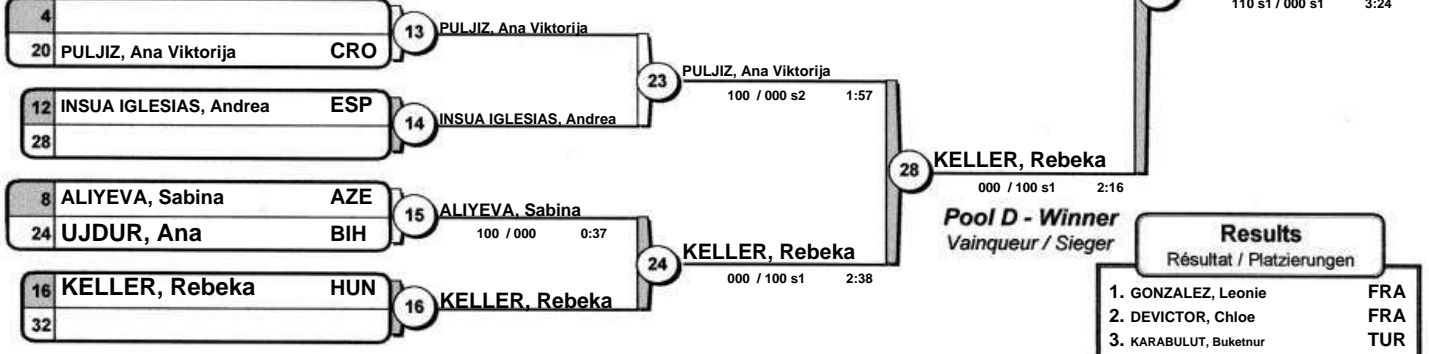 110 s1 / 000 s1 3:24
4
13 PULJIZ, Ana Viktorija
20 PULJIZ, Ana Viktorija CRO
23 PULJIZ, Ana Viktorija
100 / 000 s2 1:57
12 INSUA IGLESIAS, Andrea ESP
14 INSUA IGLESIAS, Andrea
28
28 KELLER, Rebeka
000 / 100 s1 2:16
8 ALIYEVA, Sabina AZE
15 ALIYEVA, Sabina
100 / 000 0:37
24 UJDUR, Ana BIH
24 KELLER, Rebeka
000 / 100 s1 2:38
16 KELLER, Rebeka HUN
16 KELLER, Rebeka
32
Pool D - Winner
Vainqueur / Sieger
Results
Résultat / Platzierungen
1. GONZALEZ, Leonie FRA
2. DEVICTOR, Chloe FRA
3. KARABULUT, Buketnur TUR